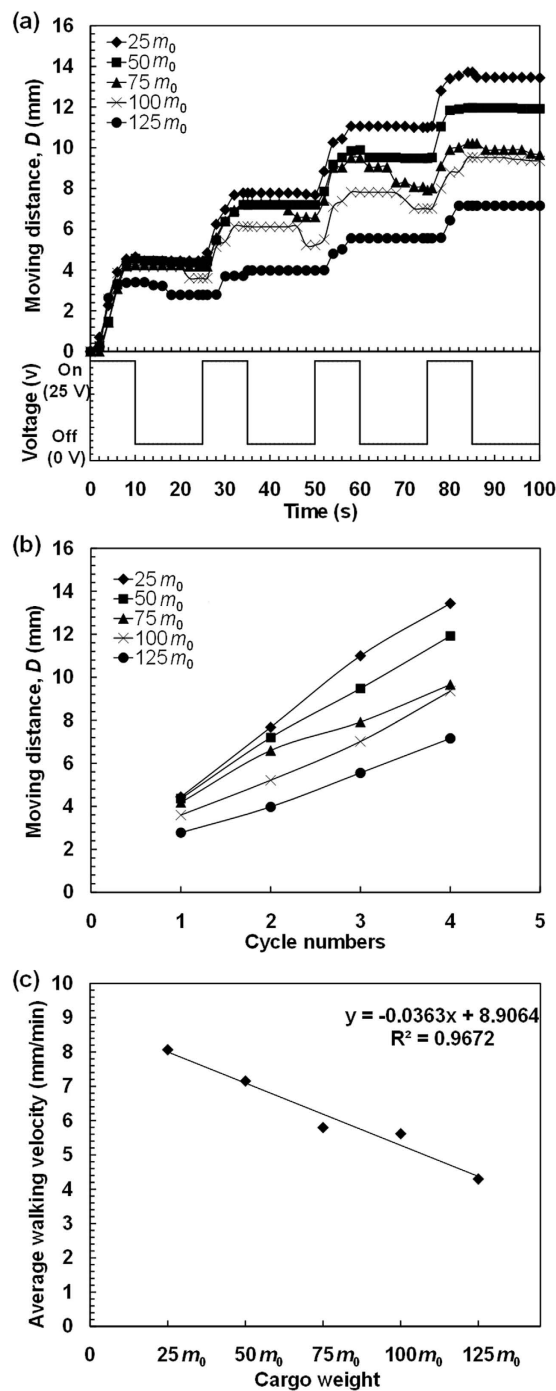 (a)
16
14
12
10
8
6
4
2
0
Moving distance, D (mm)
25 m0
50 m0
75 m0
100 m0
125 m0
Voltage (v)
On
(25 V)
Off
(0 V)
0 10 20 30 40 50 60 70 80 90 100
Time (s)
(b)
16
14
12
10
8
6
4
2
0
Moving distance, D (mm)
25 m0
50 m0
75 m0
100 m0
125 m0
0 1 2 3 4 5
Cycle numbers
(c)
10
9
8
7
6
5
4
3
2
1
0
Average walking velocity (mm/min)
y = -0.0363x + 8.9064
R² = 0.9672
0 25 m0 50 m0 75 m0 100 m0 125 m0
Cargo weight